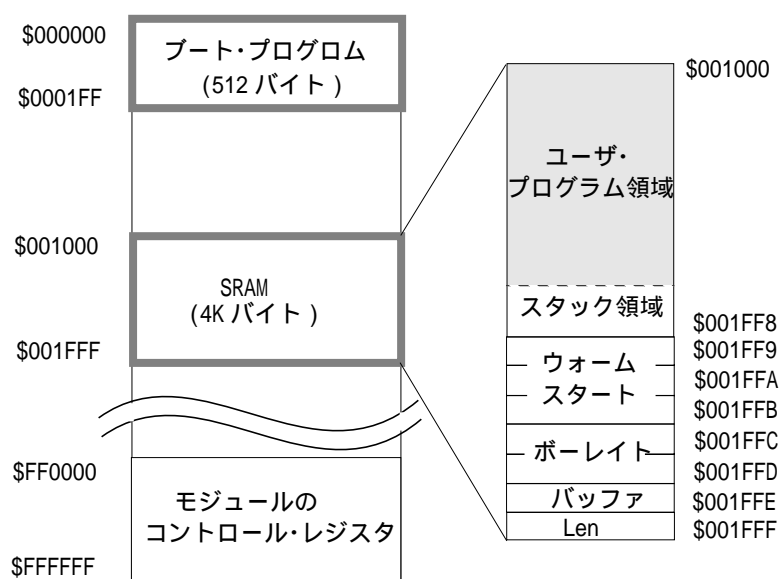 $000000
ブート･プログロム
(512 バイト )
$0001FF
$001000
SRAM
(4K バイト )
$001FFF
$FF0000
モジュールの
コントロール･レジスタ
$FFFFFF
$001000
ユーザ･
プログラム領域
スタック領域
$001FF8
ウォーム
スタート
$001FF9
$001FFA
$001FFB
ボーレイト
$001FFC
$001FFD
バッファ
$001FFE
Len
$001FFF